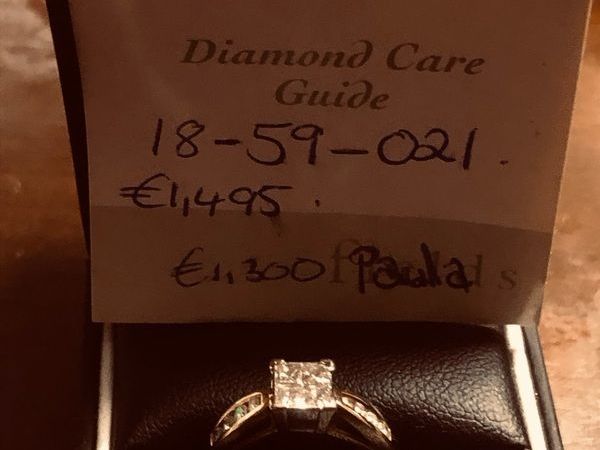 Diamond Care
Guide
18-59-021.
€1,495.
€1,300 Paula